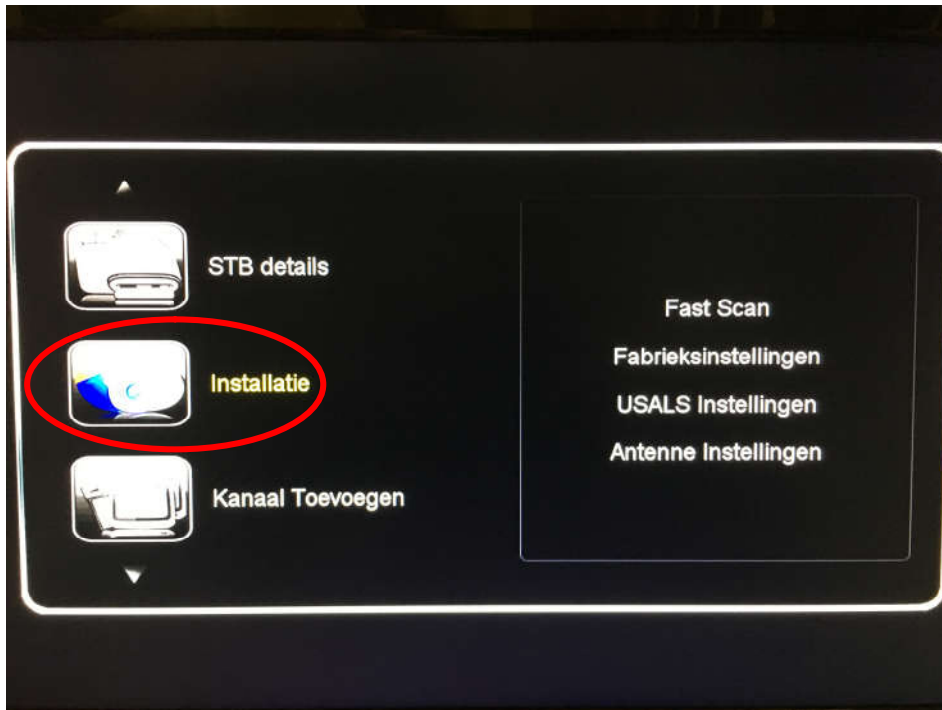 STB details
Installatie
Kanaal Toevoegen
Fast Scan
Fabrieksinstellingen
USALS Instellingen
Antenne Instellingen